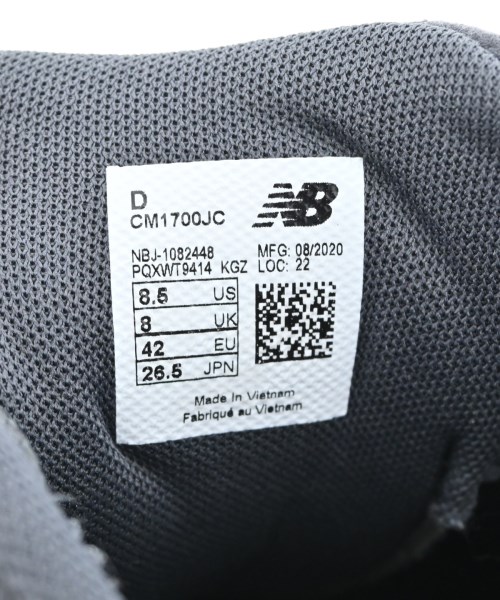 D
CM1700JC
NB
NBJ-1082448 MFG: 08/2020
PQXWT9414 KGZ LOC: 22
8.5 US
8 UK
42 EU
26.5 JPN
Made In Vietnam
Fabriqué au Vietnam